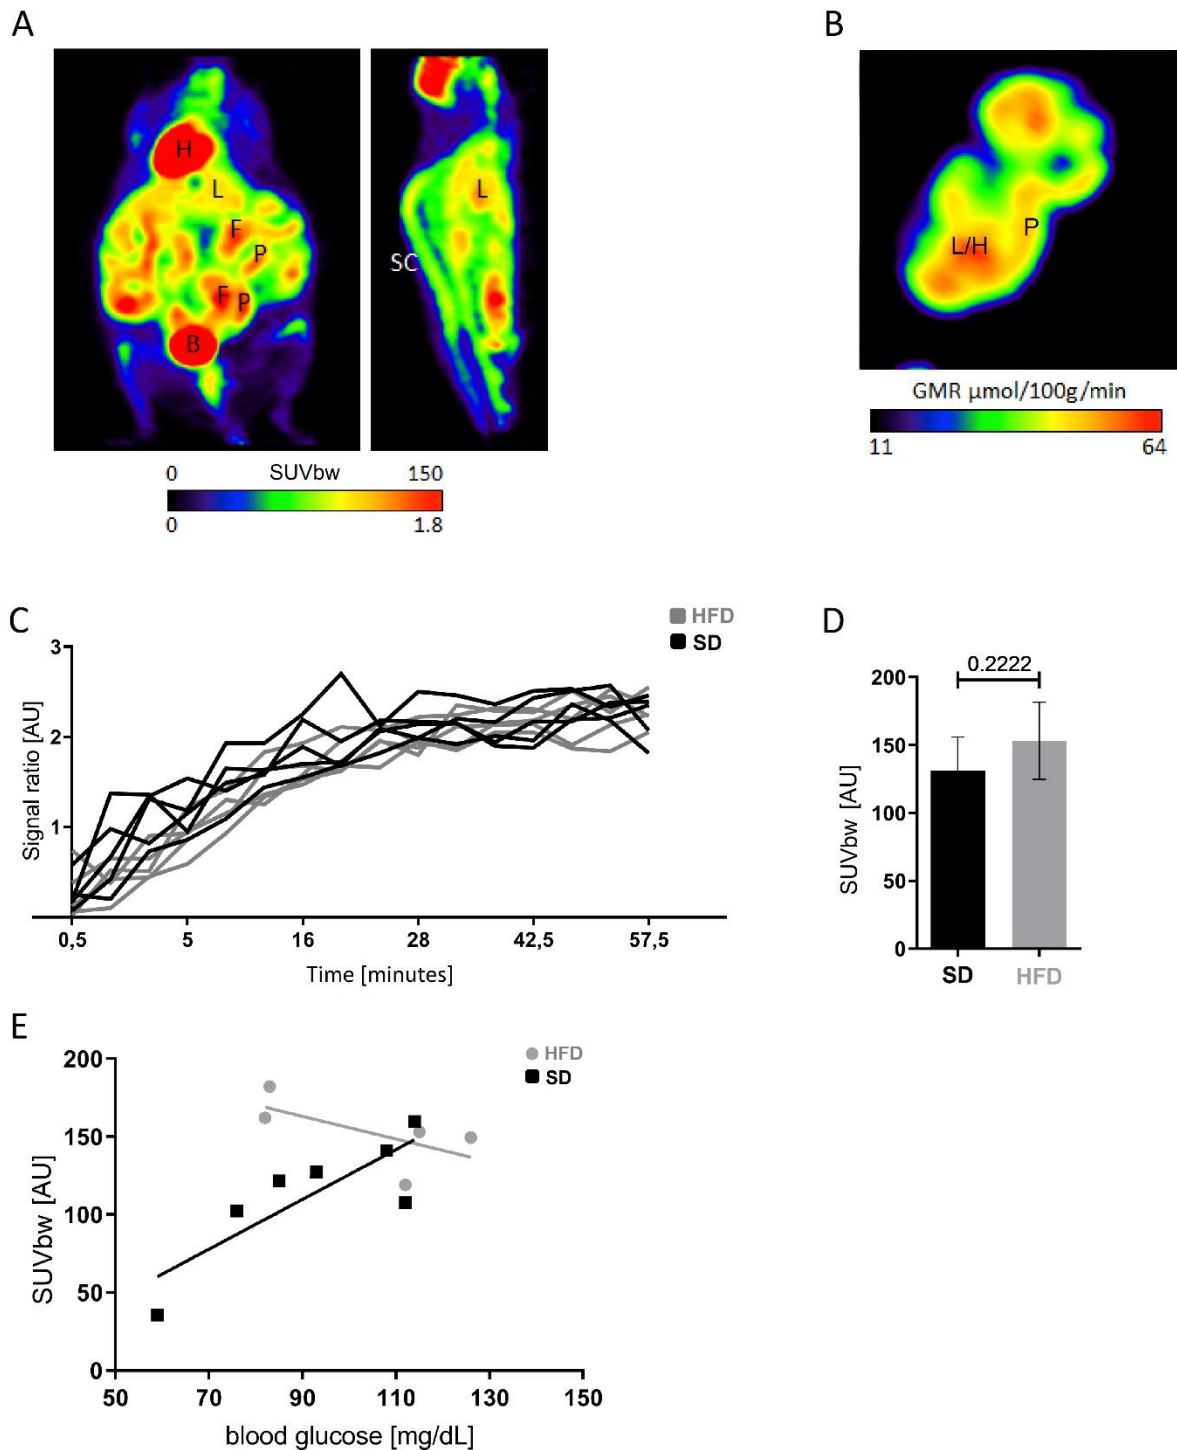 A
H
L
F
P
F
P
B
L
SC
0 SUVbw 150
0 1.8
B
L/H
P
GMR µmol/100g/min
11 64
C
HFD
SD
Signal ratio [AU]
3
2
1
0,5 5 16 28 42,5 57,5
Time [minutes]
D
0.2222
SUVbw [AU]
200
150
100
50
0
SD HFD
E
HFD
SD
SUVbw [AU]
200
150
100
50
0
50 70 90 110 130 150
blood glucose [mg/dL]